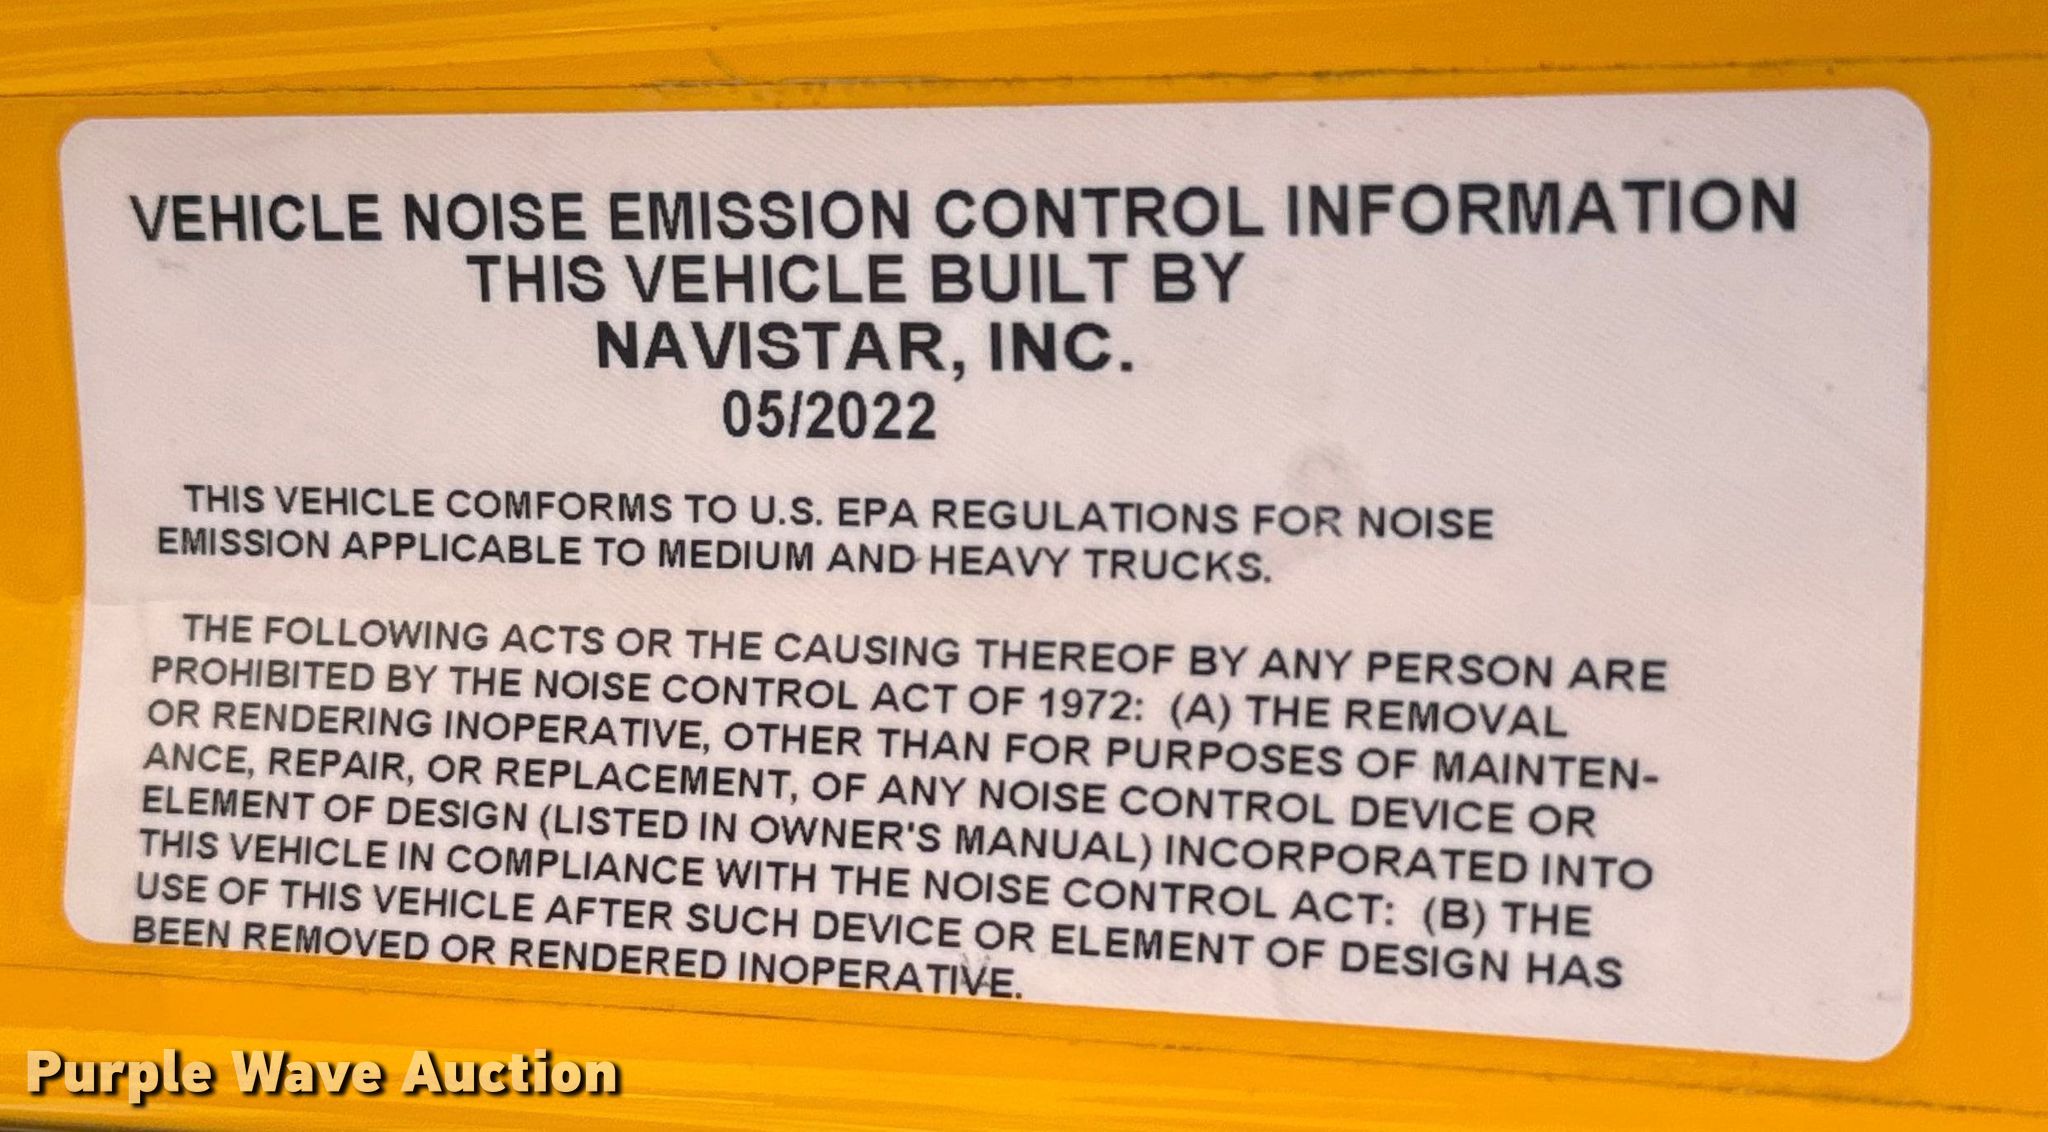 VEHICLE NOISE EMISSION CONTROL INFORMATION
THIS VEHICLE BUILT BY
NAVISTAR, INC.
05/2022
THIS VEHICLE COMFORMS TO U.S. EPA REGULATIONS FOR NOISE
EMISSION APPLICABLE TO MEDIUM AND HEAVY TRUCKS.
THE FOLLOWING ACTS OR THE CAUSING THEREOF BY ANY PERSON ARE
PROHIBITED BY THE NOISE CONTROL ACT OF 1972: (A) THE REMOVAL
OR RENDERING INOPERATIVE, OTHER THAN FOR PURPOSES OF MAINTEN-
ANCE, REPAIR, OR REPLACEMENT, OF ANY NOISE CONTROL DEVICE OR
ELEMENT OF DESIGN (LISTED IN OWNER'S MANUAL) INCORPORATED INTO
THIS VEHICLE IN COMPLIANCE WITH THE NOISE CONTROL ACT: (B) THE
USE OF THIS VEHICLE AFTER SUCH DEVICE OR ELEMENT OF DESIGN HAS
BEEN REMOVED OR RENDERED INOPERATIVE.
Purple Wave Auction